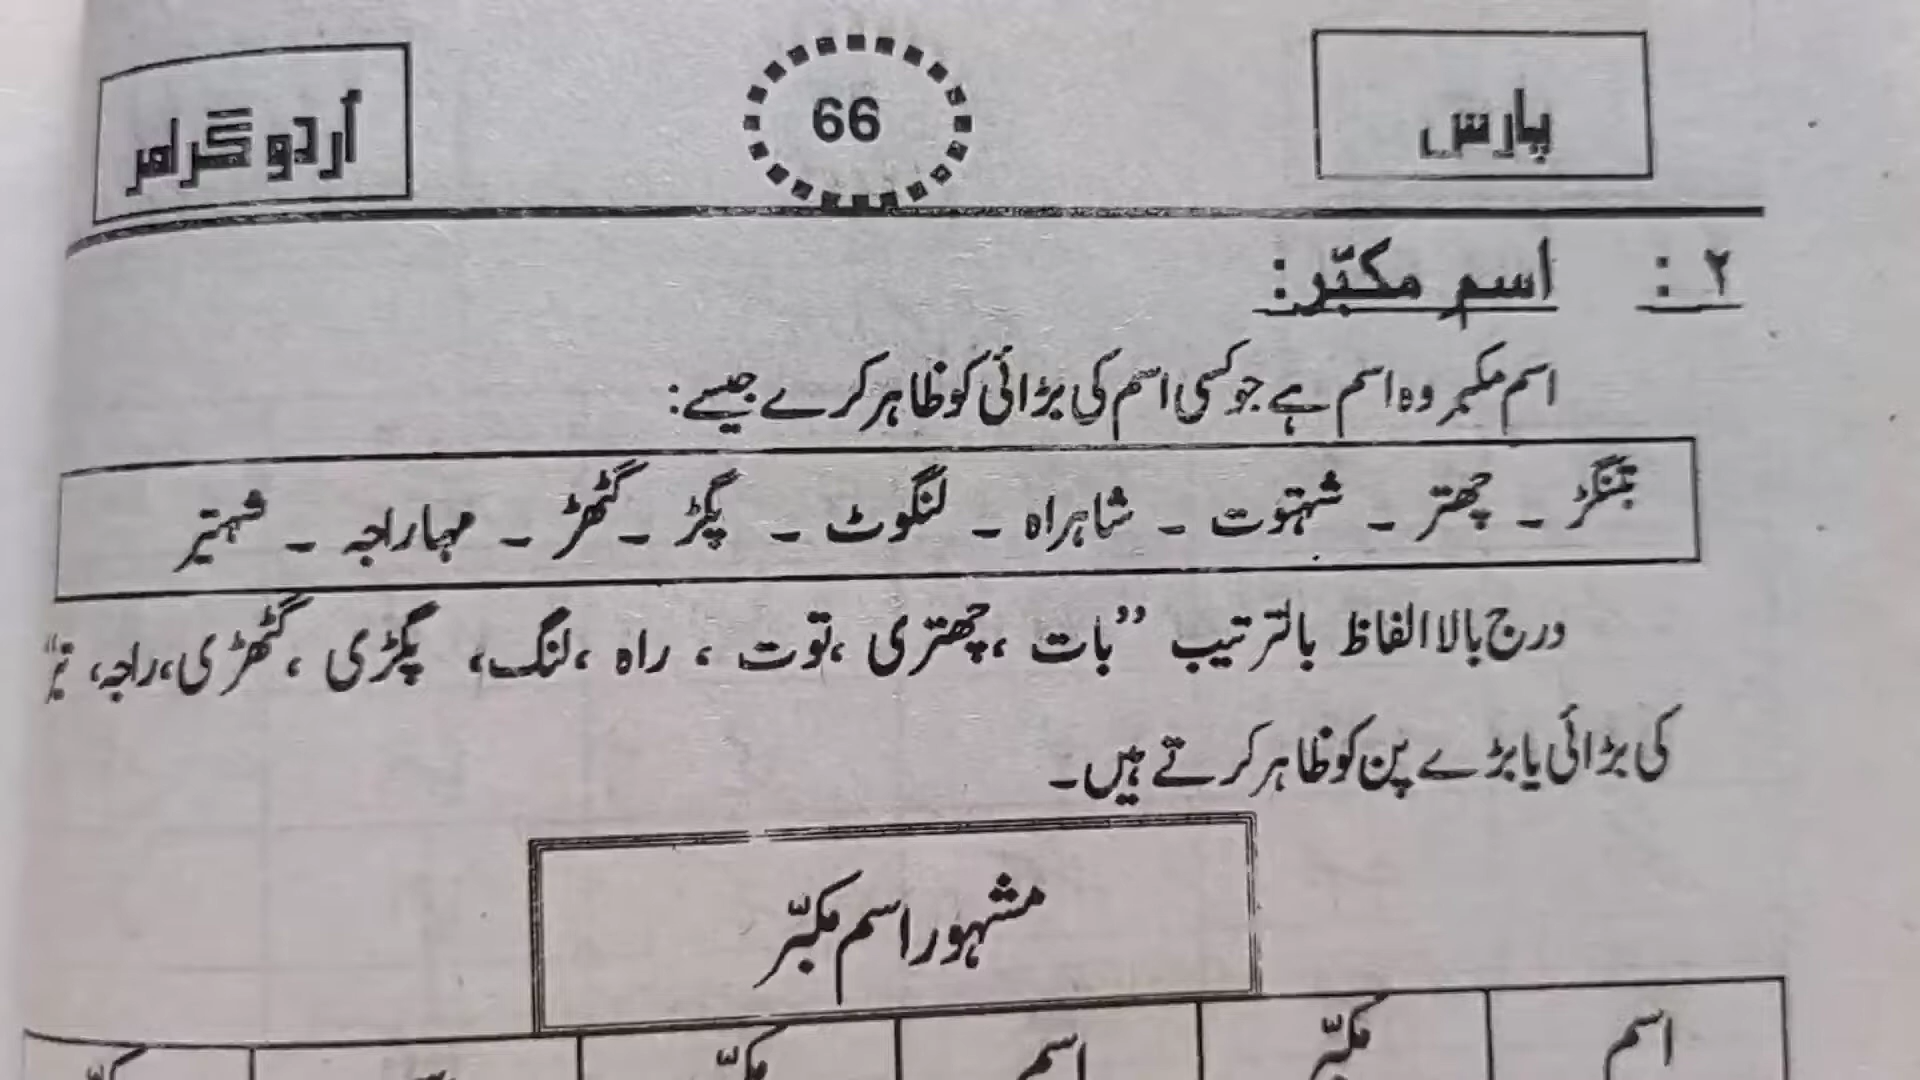 پارس
66
اُردو گرامر
۲ : اسم مکبّر:
اسم مکبر وہ اسم ہے جو کسی اسم کی بڑائی کو ظاہر کرے جیسے:
بتنگڑ ۔ چھتر ۔ شہتوت ۔ شاہراہ ۔ لنگوٹ ۔ پگڑ ۔ گٹھڑ ۔ مہاراجہ ۔ شہتیر
درج بالا الفاظ بالترتیب ”بات ، چھتری ، توت ، راہ ، لنگ ، پگڑی ، گٹھڑی ، راجہ ، تیر“
کی بڑائی یا بڑے پن کو ظاہر کرتے ہیں۔
مشہور اسم مکبّر
اسم مکبّر اسم مکبّر